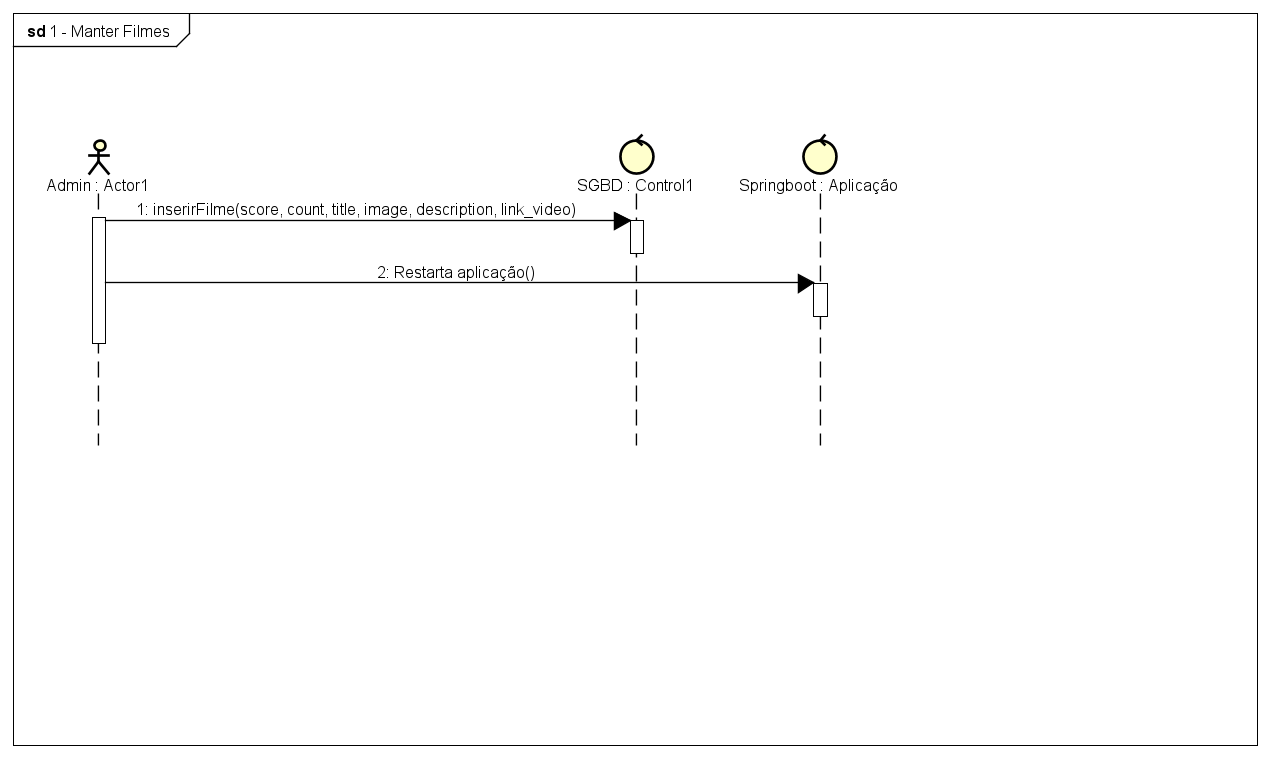 sd 1 - Manter Filmes
Admin : Actor1
SGBD : Control1
Springboot : Aplicação
1: inserirFilme(score, count, title, image, description, link_video)
2: Restarta aplicação()